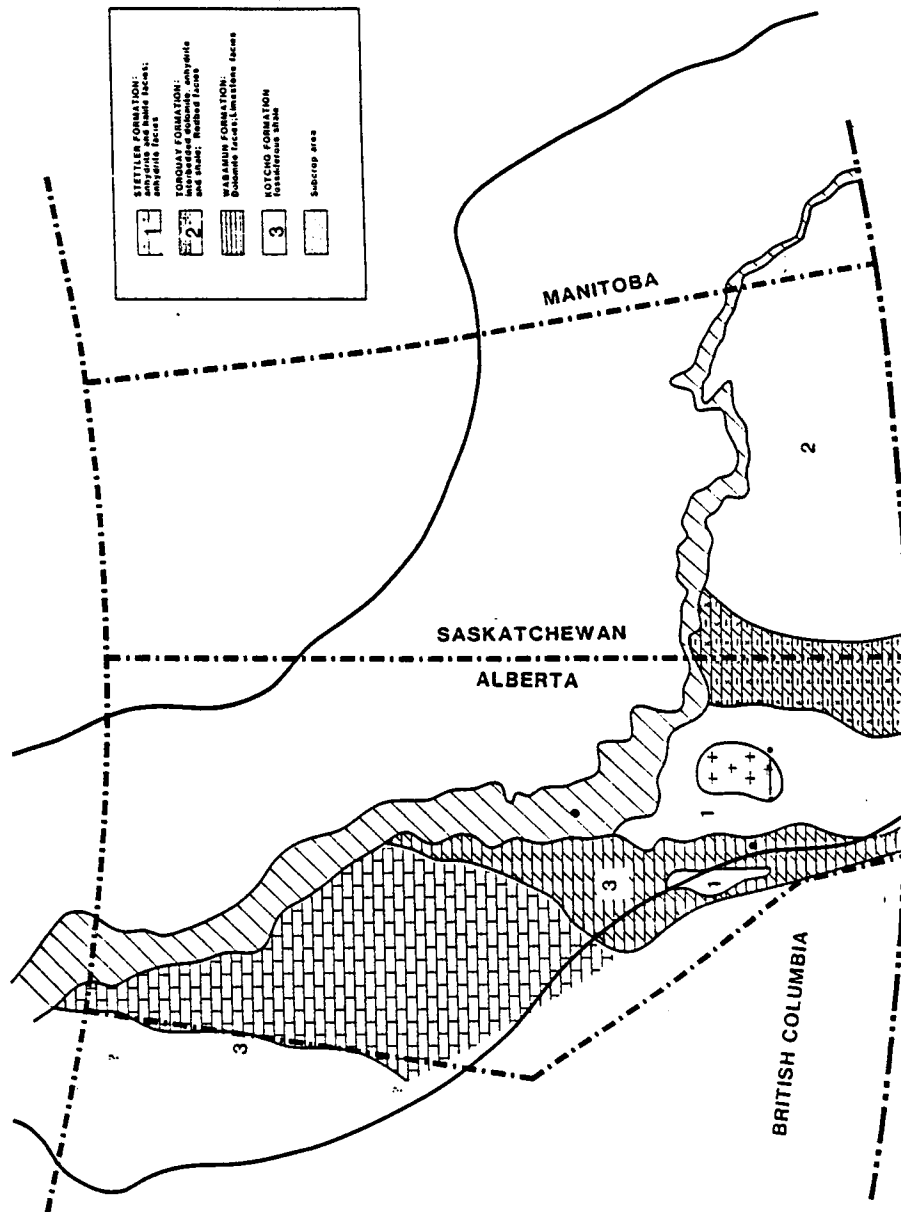 STETTLER FORMATION:
anhydrite and halite facies;
anhydrite facies
1
TORQUAY FORMATION:
interbedded dolomite, anhydrite
and shale; Redbed facies
2
WABAMUN FORMATION:
Dolomite facies; Limestone facies
KOTCHO FORMATION
fossiliferous shale
3
Subcrop area
MANITOBA
SASKATCHEWAN
ALBERTA
BRITISH COLUMBIA
2
1
3
1
3
?
?